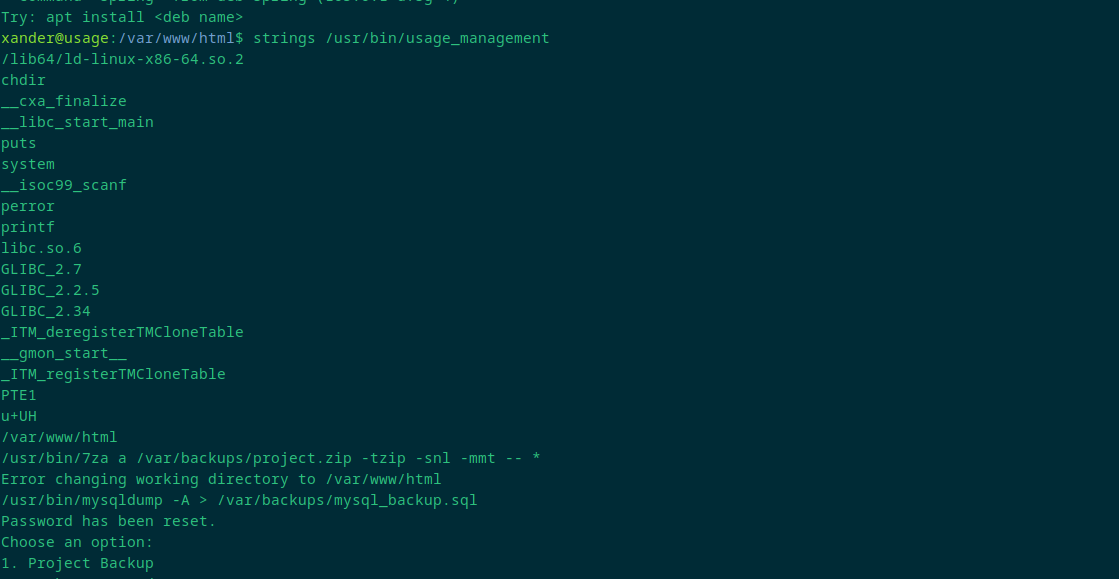 Try: apt install <deb name>
xander@usage:/var/www/html$ strings /usr/bin/usage_management
/lib64/ld-linux-x86-64.so.2
chdir
__cxa_finalize
__libc_start_main
puts
system
__isoc99_scanf
perror
printf
libc.so.6
GLIBC_2.7
GLIBC_2.2.5
GLIBC_2.34
_ITM_deregisterTMCloneTable
__gmon_start__
_ITM_registerTMCloneTable
PTE1
u+UH
/var/www/html
/usr/bin/7za a /var/backups/project.zip -tzip -snl -mmt -- *
Error changing working directory to /var/www/html
/usr/bin/mysqldump -A > /var/backups/mysql_backup.sql
Password has been reset.
Choose an option:
1. Project Backup